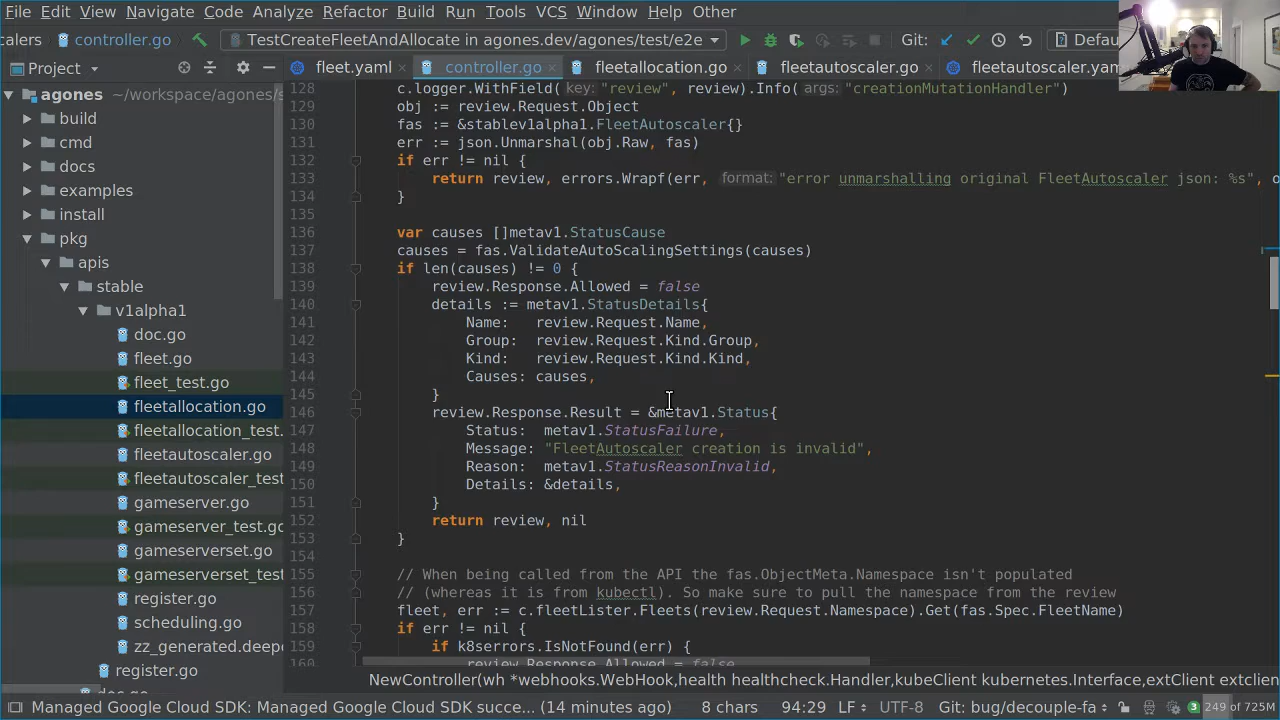 File Edit View Navigate Code Analyze Refactor Build Run Tools VCS Window Help Other
scalers controller.go TestCreateFleetAndAllocate in agones.dev/agones/test/e2e Git: Defau
Project fleet.yaml controller.go fleetallocation.go fleetautoscaler.go fleetautoscaler.yam
agones ~/workspace/agones/s
build
cmd
docs
examples
install
pkg
apis
stable
v1alpha1
doc.go
fleet.go
fleet_test.go
fleetallocation.go
fleetallocation_test.
fleetautoscaler.go
fleetautoscaler_test
gameserver.go
gameserver_test.go
gameserverset.go
gameserverset_test
register.go
scheduling.go
zz_generated.deepc
register.go
128 c.logger.WithField( key: "review", review).Info( args: "creationMutationHandler")
129 obj := review.Request.Object
130 fas := &stablev1alpha1.FleetAutoscaler{}
131 err := json.Unmarshal(obj.Raw, fas)
132 if err != nil {
133 return review, errors.Wrapf(err, format: "error unmarshalling original FleetAutoscaler json: %s", o
134 }
135
136 var causes []metav1.StatusCause
137 causes = fas.ValidateAutoScalingSettings(causes)
138 if len(causes) != 0 {
139 review.Response.Allowed = false
140 details := metav1.StatusDetails{
141 Name: review.Request.Name,
142 Group: review.Request.Kind.Group,
143 Kind: review.Request.Kind.Kind,
144 Causes: causes,
145 }
146 review.Response.Result = &metav1.Status{
147 Status: metav1.StatusFailure,
148 Message: "FleetAutoscaler creation is invalid",
149 Reason: metav1.StatusReasonInvalid,
150 Details: &details,
151 }
152 return review, nil
153 }
154
155 // When being called from the API the fas.ObjectMeta.Namespace isn't populated
156 // (whereas it is from kubectl). So make sure to pull the namespace from the review
157 fleet, err := c.fleetLister.Fleets(review.Request.Namespace).Get(fas.Spec.FleetName)
158 if err != nil {
159 if k8serrors.IsNotFound(err) {
160 review.Response.Allowed = false
NewController(wh *webhooks.WebHook,health healthcheck.Handler,kubeClient kubernetes.Interface,extClient extclien
Managed Google Cloud SDK: Managed Google Cloud SDK succe... (14 minutes ago) 8 chars 94:29 LF UTF-8 Git: bug/decouple-fa 3 249 of 725M